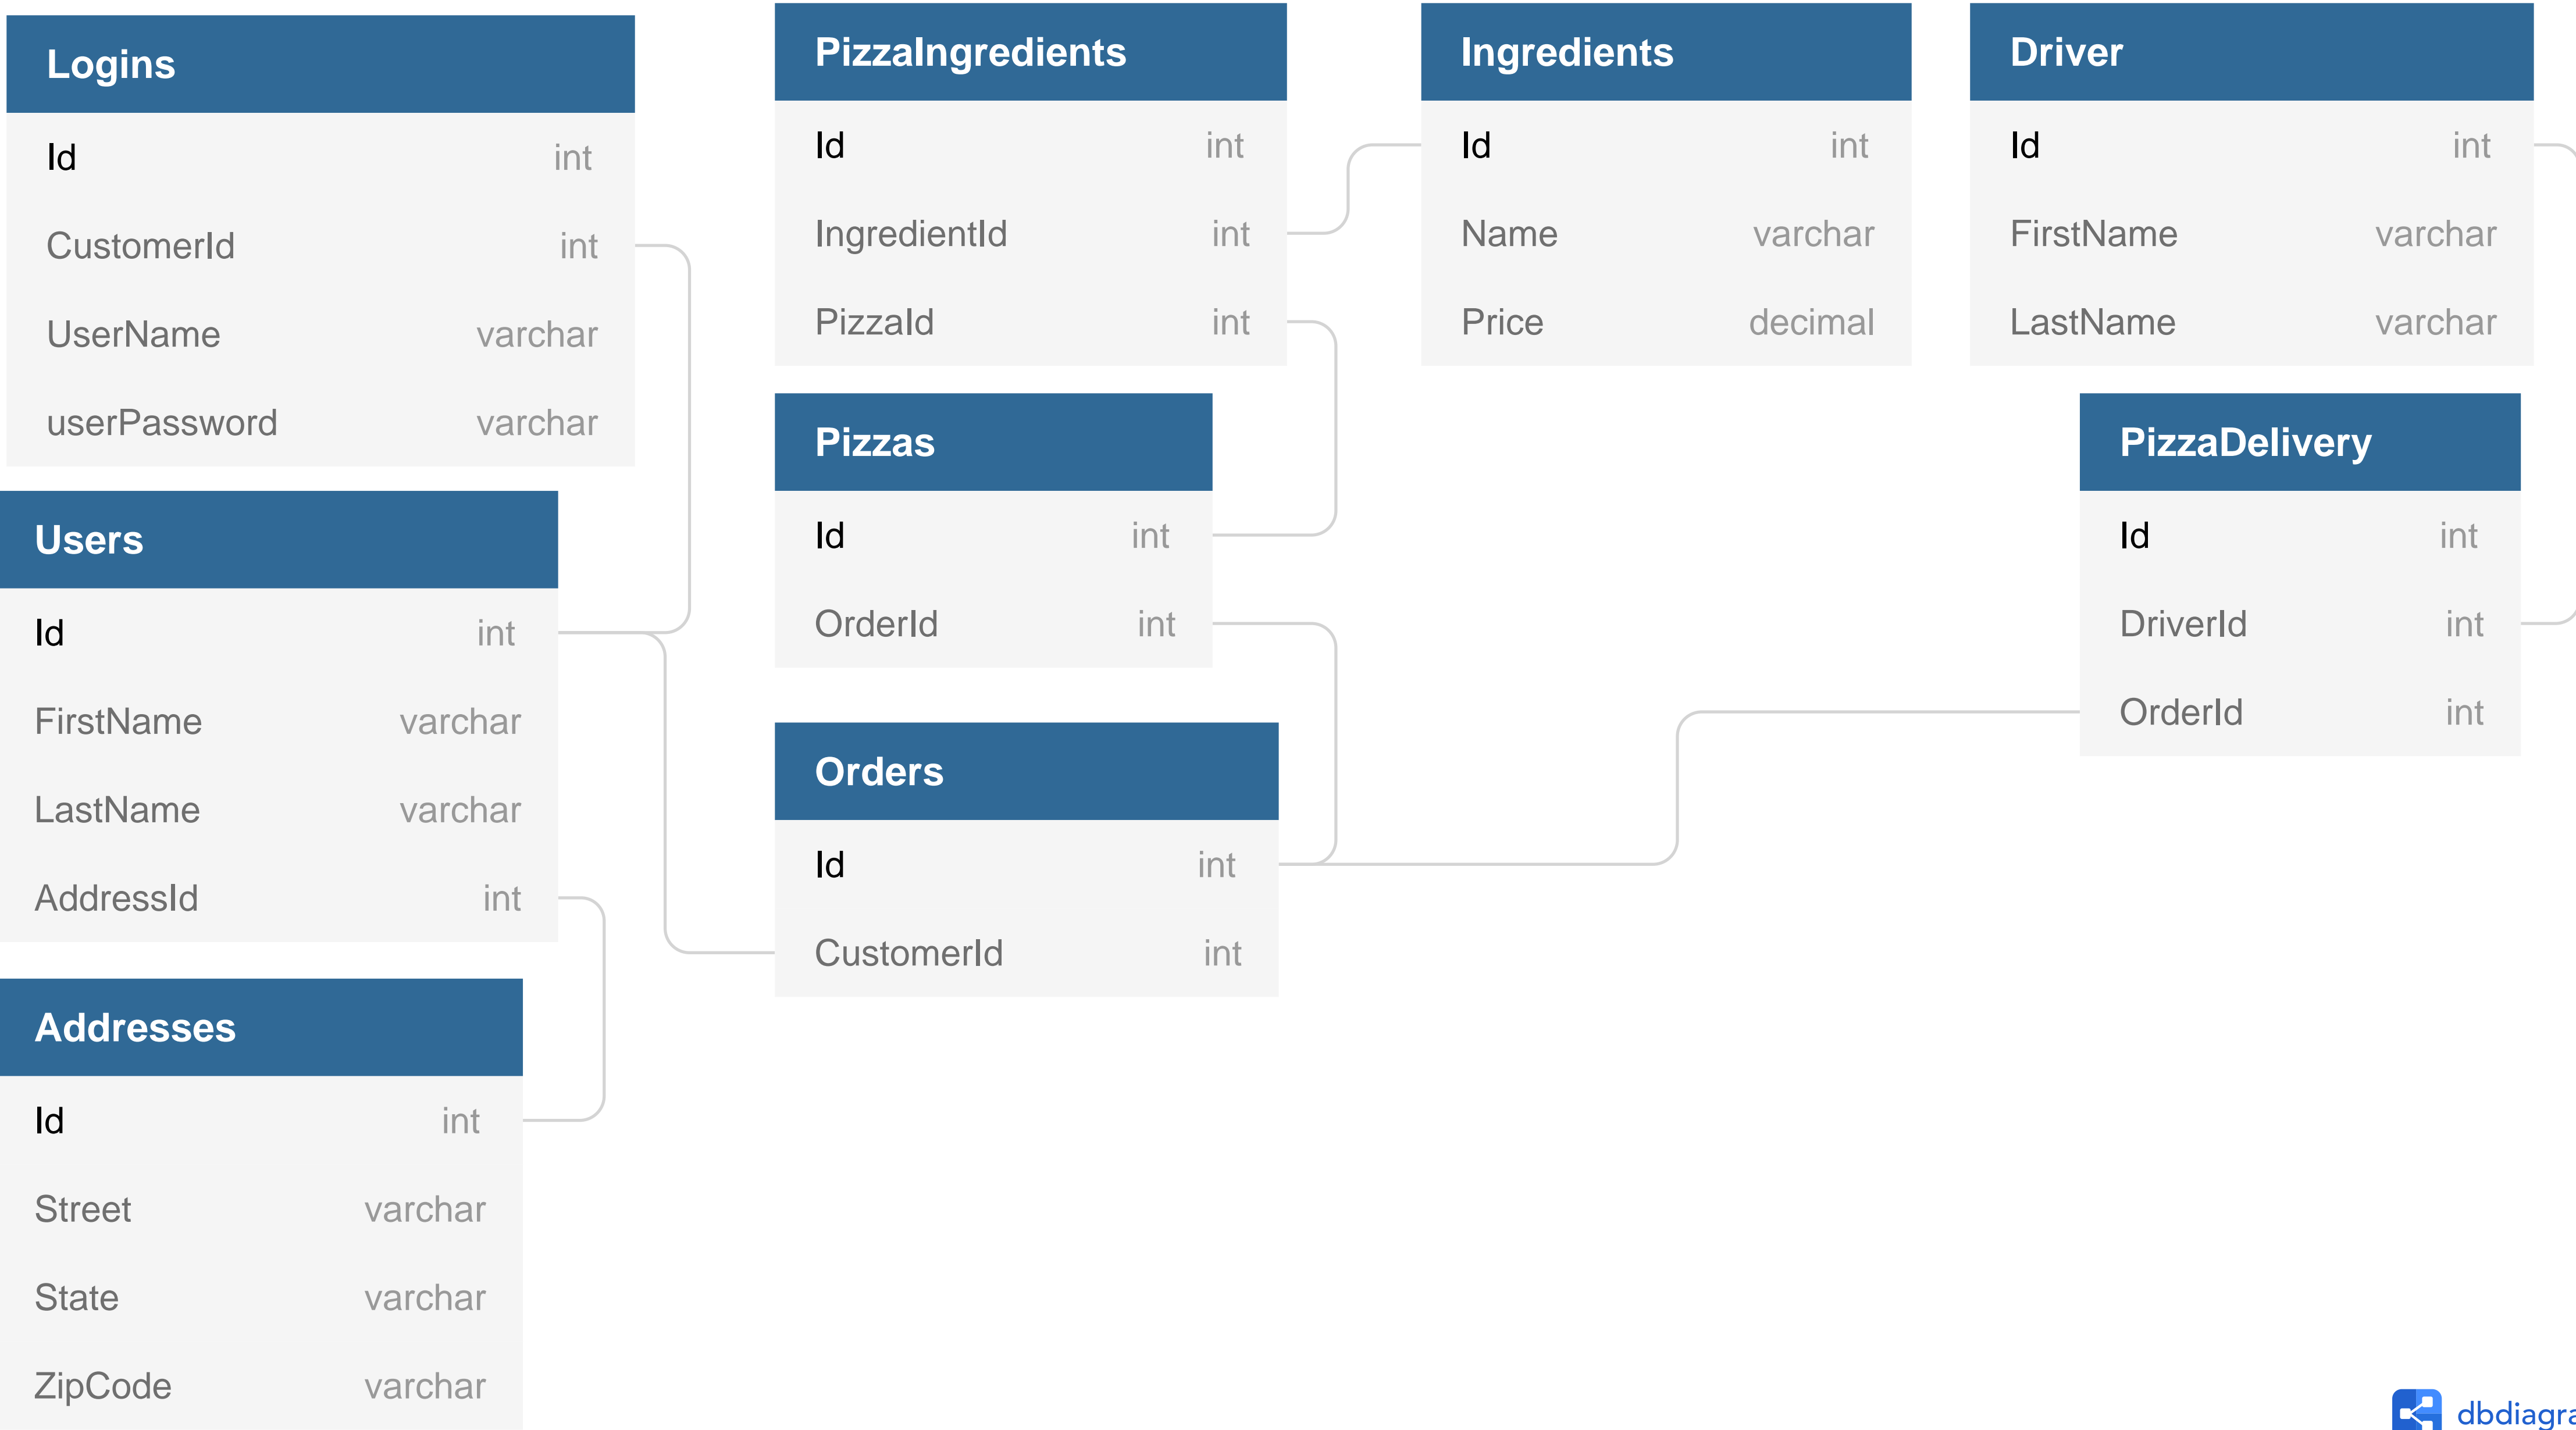 Logins
Id int
CustomerId int
UserName varchar
userPassword varchar
Users
Id int
FirstName varchar
LastName varchar
AddressId int
Addresses
Id int
Street varchar
State varchar
ZipCode varchar
PizzaIngredients
Id int
IngredientId int
PizzaId int
Pizzas
Id int
OrderId int
Orders
Id int
CustomerId int
Ingredients
Id int
Name varchar
Price decimal
Driver
Id int
FirstName varchar
LastName varchar
PizzaDelivery
Id int
DriverId int
OrderId int
dbdiagra